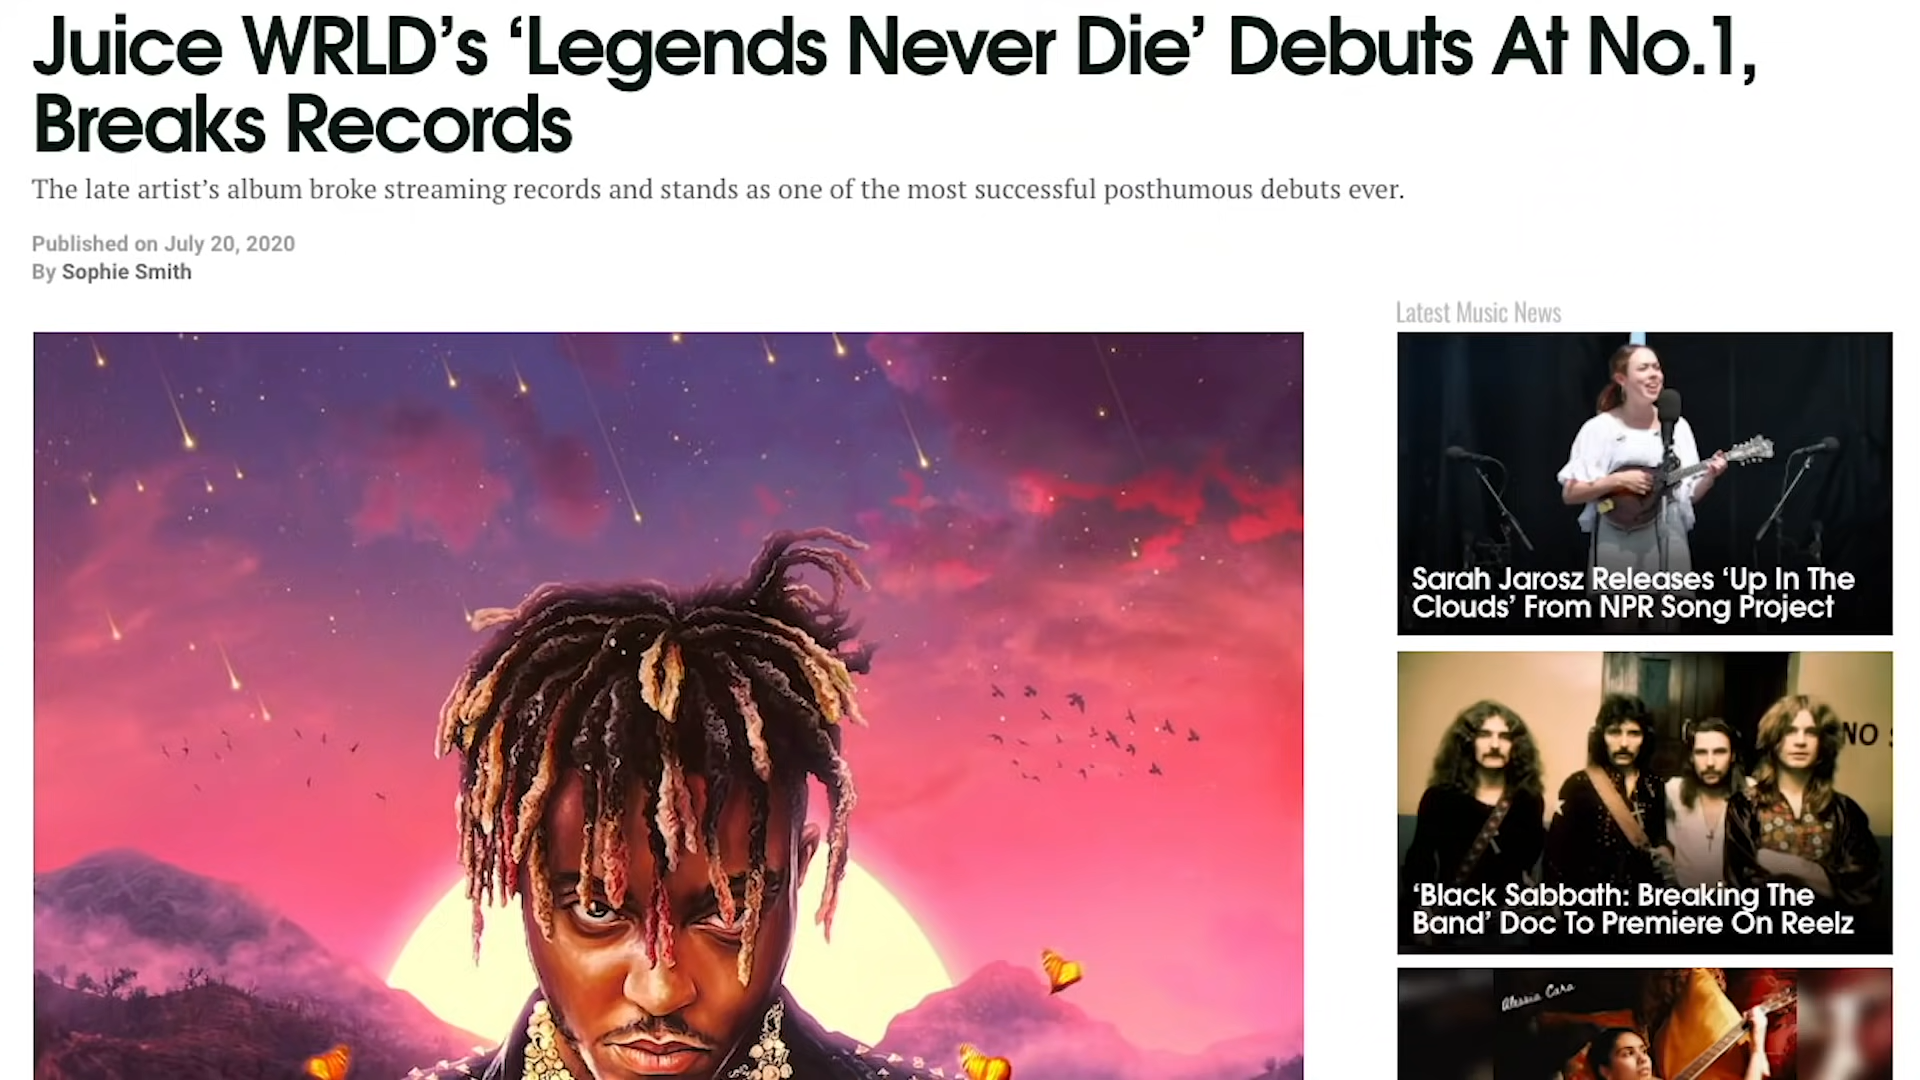 Juice WRLD’s ‘Legends Never Die’ Debuts At No.1,
Breaks Records
The late artist’s album broke streaming records and stands as one of the most successful posthumous debuts ever.
Published on July 20, 2020
By Sophie Smith
Latest Music News
Sarah Jarosz Releases ‘Up In The
Clouds’ From NPR Song Project
NO
‘Black Sabbath: Breaking The
Band’ Doc To Premiere On Reelz
Alessia Cara